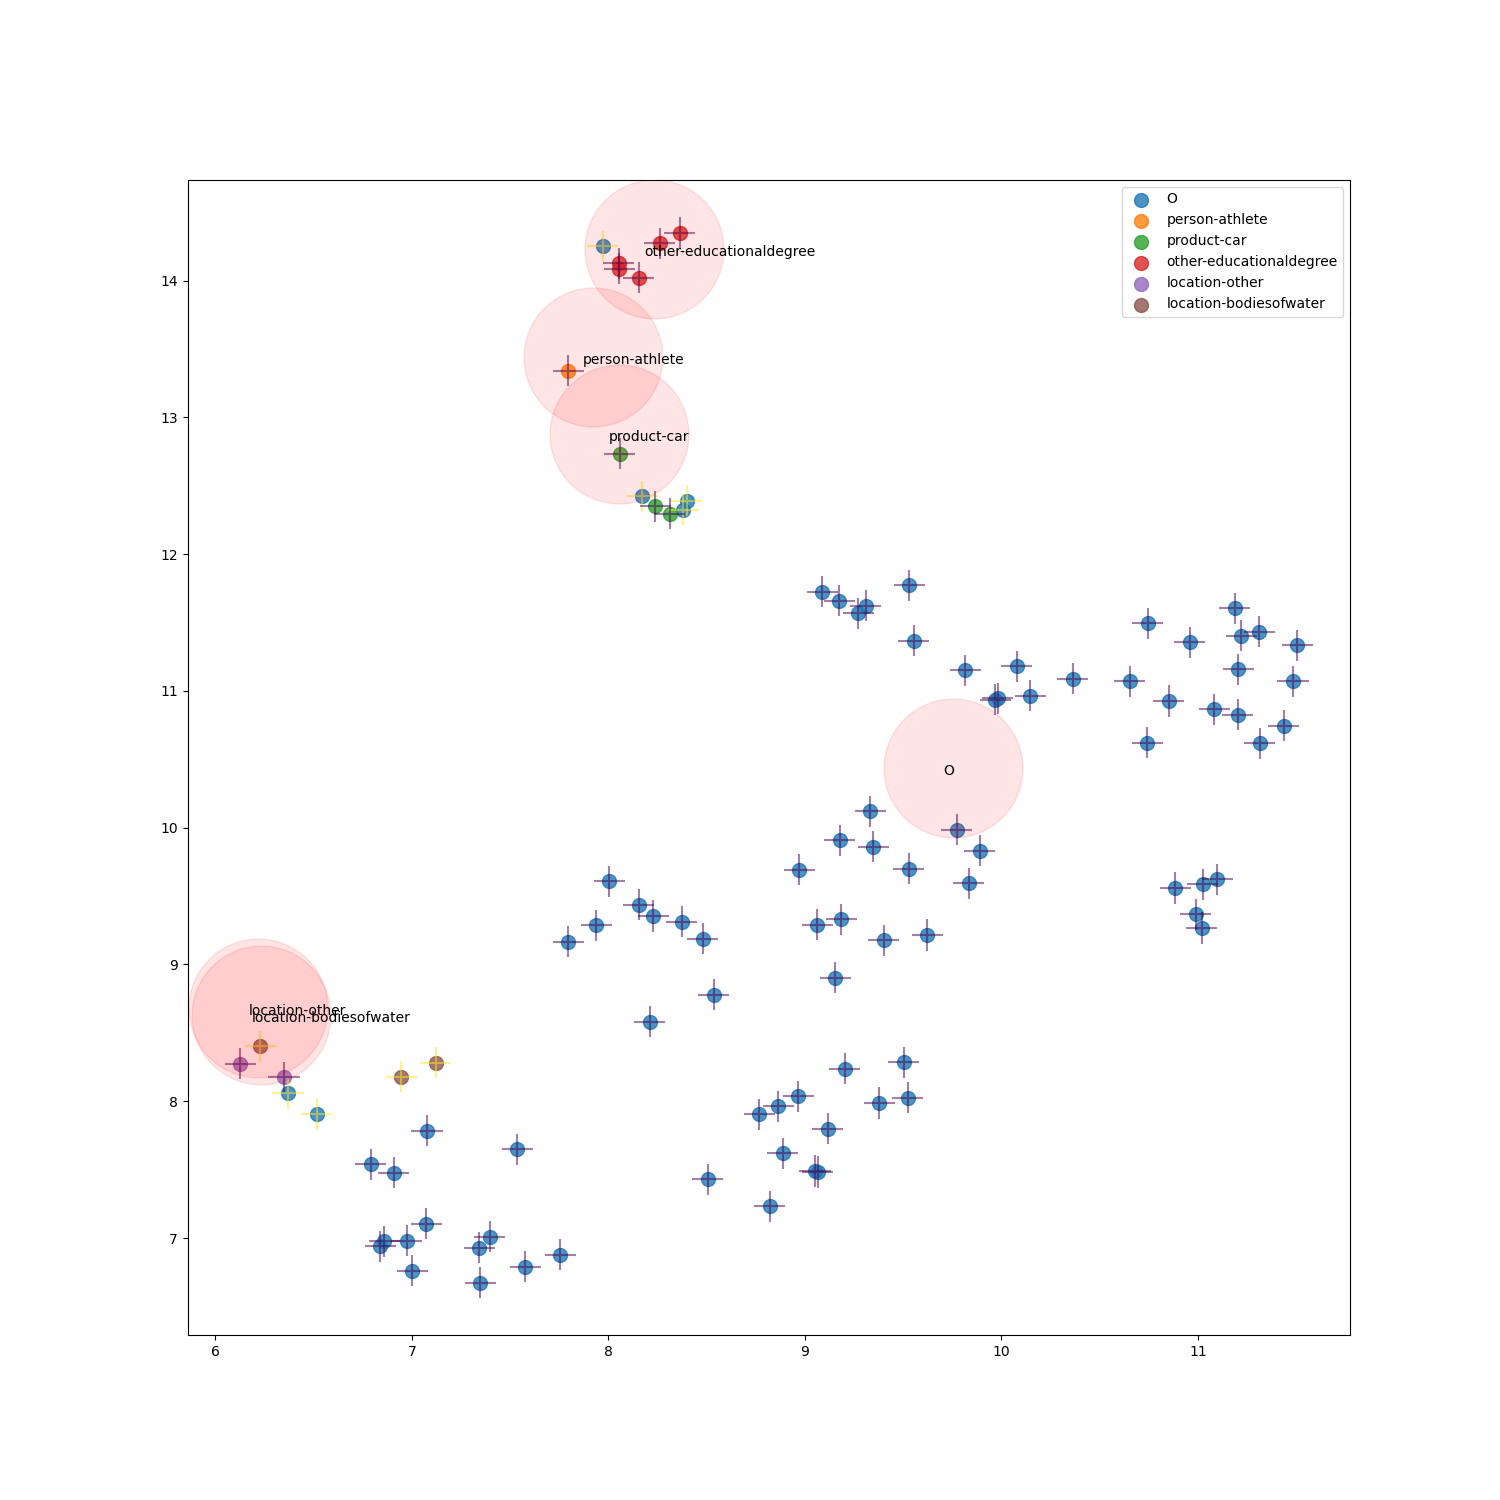 O
person-athlete
product-car
other-educationaldegree
location-other
location-bodiesofwater
other-educationaldegree
person-athlete
product-car
O
location-other
location-bodiesofwater
14
13
12
11
10
9
8
7
6 7 8 9 10 11